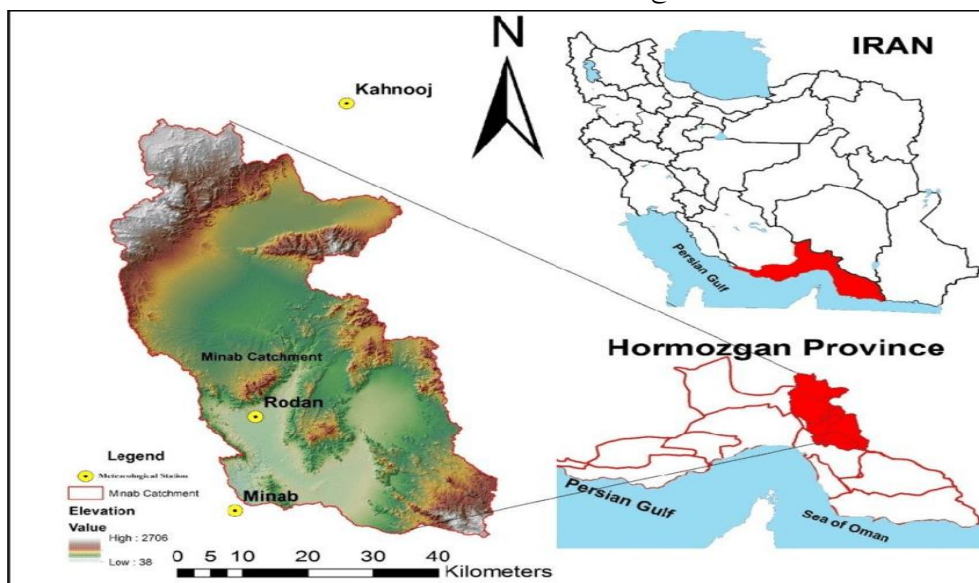 N
Kahnooj
IRAN
Persian Gulf
Minab Catchment
Rodan
Minab
Legend
Meteorological Station
Minab Catchment
Elevation
Value
High : 2706
Low : 38
0 5 10 20 30 40
Kilometers
Hormozgan Province
Persian Gulf
Sea of Oman